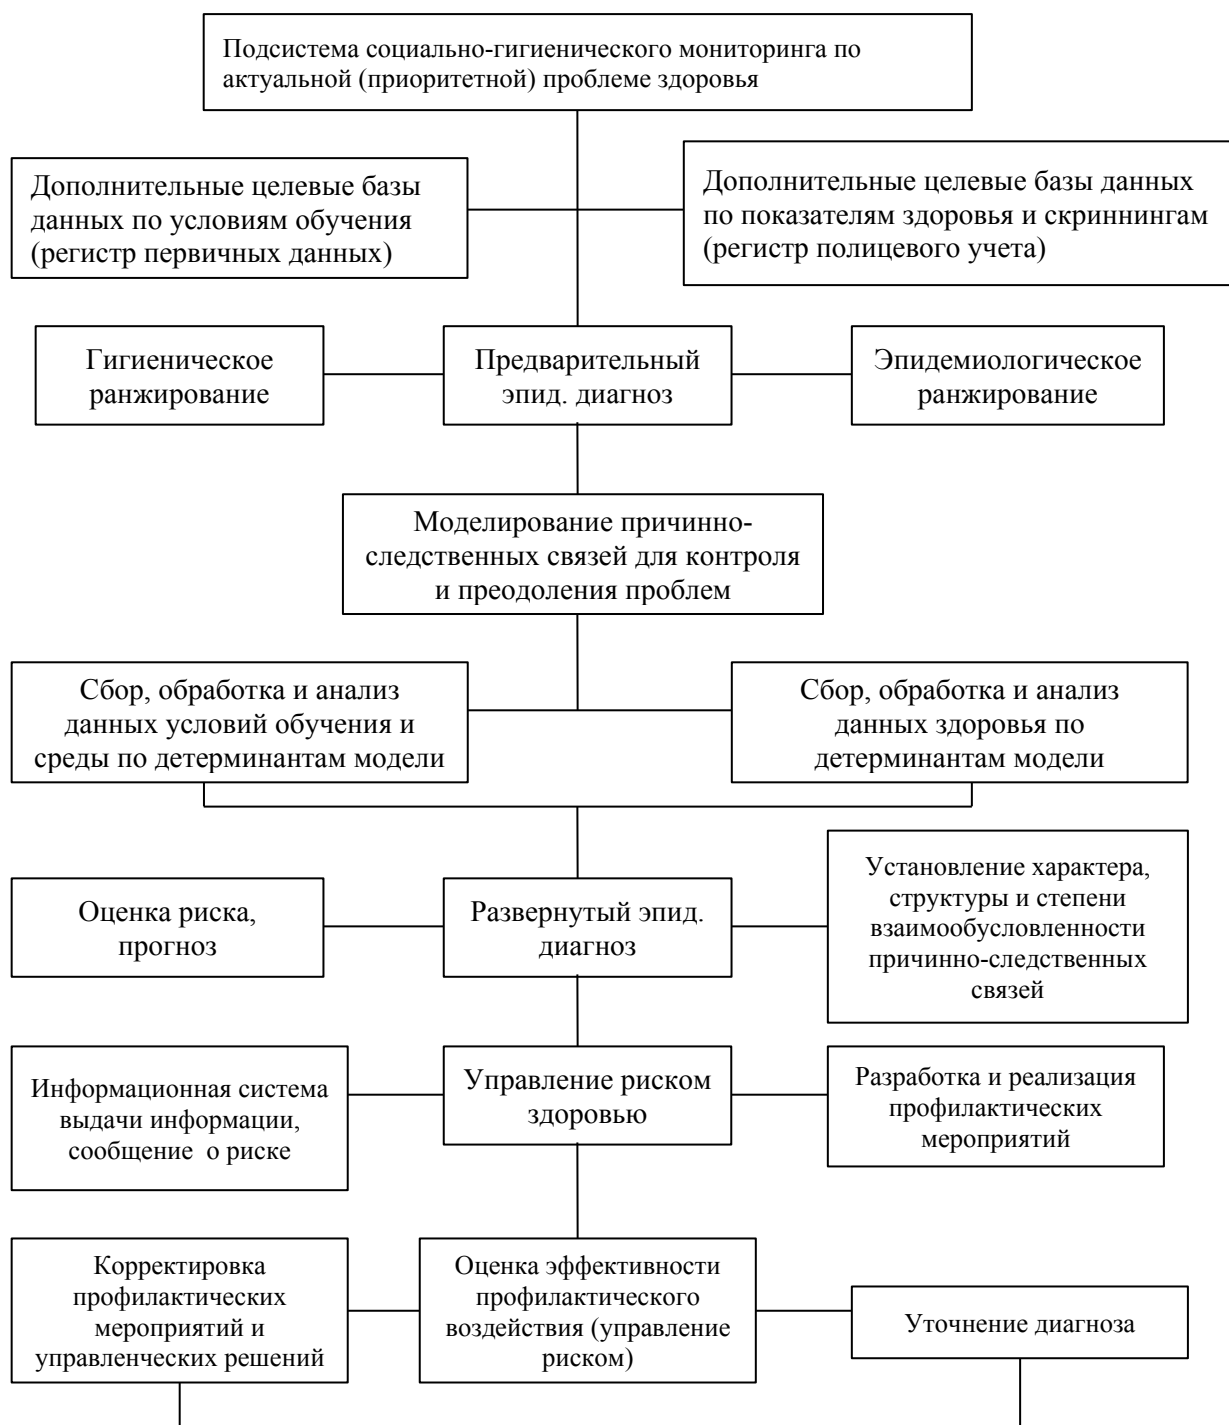 Подсистема социально-гигиенического мониторинга по
актуальной (приоритетной) проблеме здоровья
Дополнительные целевые базы
данных по условиям обучения
(регистр первичных данных)
Дополнительные целевые базы данных
по показателям здоровья и скриннингам
(регистр полицевого учета)
Гигиеническое
ранжирование
Предварительный
эпид. диагноз
Эпидемиологическое
ранжирование
Моделирование причинно-
следственных связей для контроля
и преодоления проблем
Сбор, обработка и анализ
данных условий обучения и
среды по детерминантам модели
Сбор, обработка и анализ
данных здоровья по
детерминантам модели
Оценка риска,
прогноз
Развернутый эпид.
диагноз
Установление характера,
структуры и степени
взаимообусловленности
причинно-следственных
связей
Информационная система
выдачи информации,
сообщение о риске
Управление риском
здоровью
Разработка и реализация
профилактических
мероприятий
Корректировка
профилактических
мероприятий и
управленческих решений
Оценка эффективности
профилактического
воздействия (управление
риском)
Уточнение диагноза